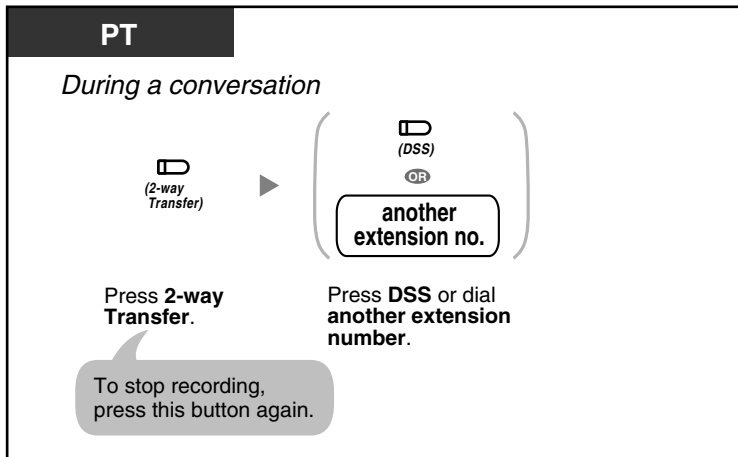 PT
During a conversation
(2-way
Transfer)
(DSS)
OR
another
extension no.
Press 2-way
Transfer.
Press DSS or dial
another extension
number.
To stop recording,
press this button again.